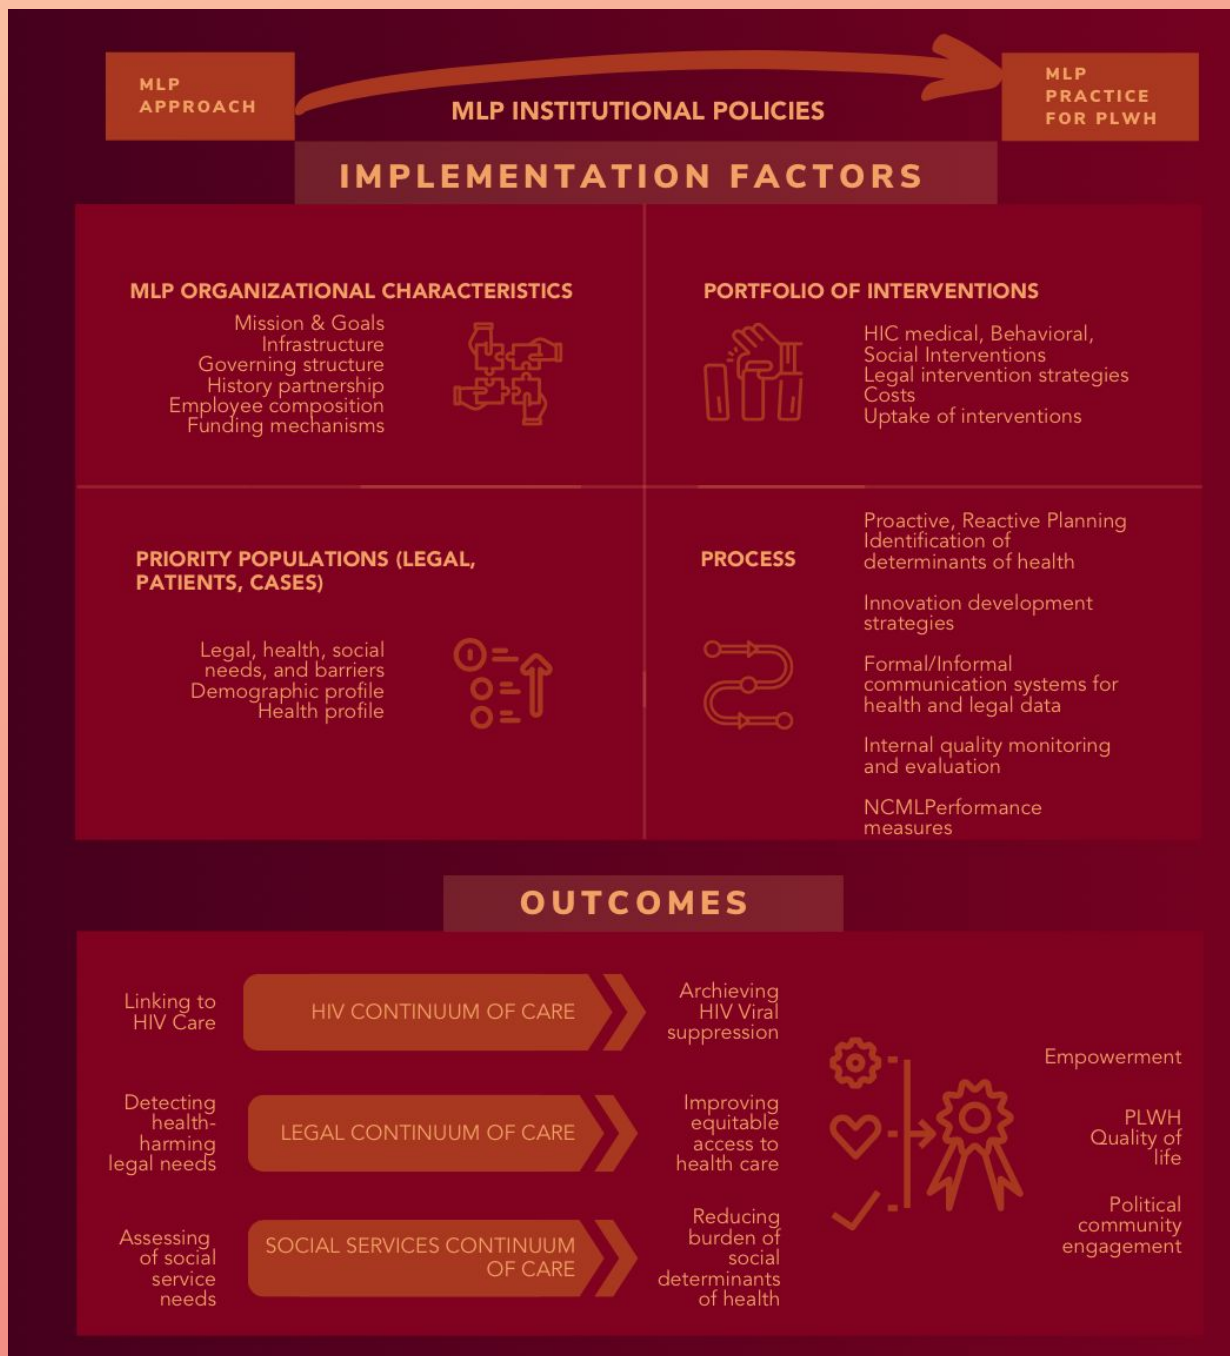 MLP
APPROACH
MLP INSTITUTIONAL POLICIES
MLP
PRACTICE
FOR PLWH
IMPLEMENTATION FACTORS
MLP ORGANIZATIONAL CHARACTERISTICS
Mission & Goals
Infrastructure
Governing structure
History partnership
Employee composition
Funding mechanisms
PORTFOLIO OF INTERVENTIONS
HIC medical, Behavioral,
Social Interventions
Legal intervention strategies
Costs
Uptake of interventions
PRIORITY POPULATIONS (LEGAL,
PATIENTS, CASES)
Legal, health, social
needs, and barriers
Demographic profile
Health profile
PROCESS
Proactive, Reactive Planning
Identification of
determinants of health
Innovation development
strategies
Formal/Informal
communication systems for
health and legal data
Internal quality monitoring
and evaluation
NCMLPerformance
measures
OUTCOMES
Linking to
HIV Care
HIV CONTINUUM OF CARE
Archieving
HIV Viral
suppression
Detecting
health-
harming
legal needs
LEGAL CONTINUUM OF CARE
Improving
equitable
access to
health care
Assessing
of social
service
needs
SOCIAL SERVICES CONTINUUM
OF CARE
Reducing
burden of
social
determinants
of health
Empowerment
PLWH
Quality of
life
Political
community
engagement